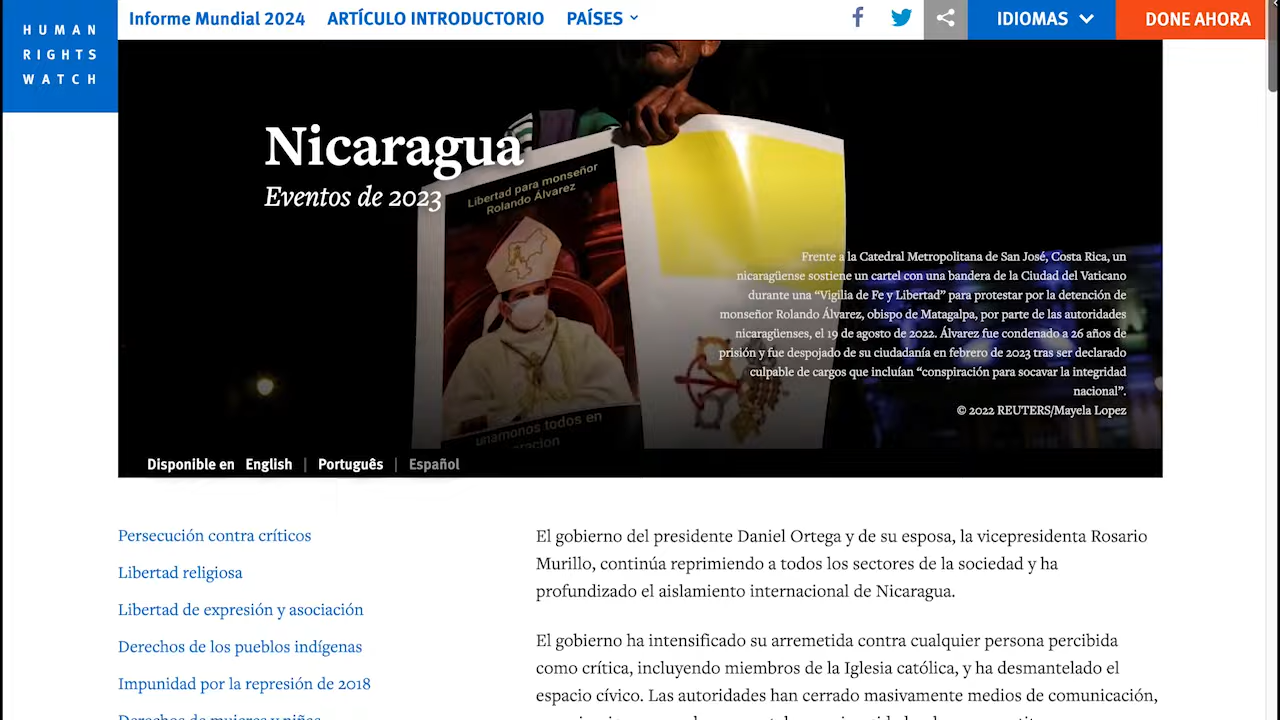 HUMAN
RIGHTS
WATCH
Informe Mundial 2024 ARTÍCULO INTRODUCTORIO PAÍSES
IDIOMAS
DONE AHORA
Nicaragua
Eventos de 2023
Libertad para monseñor
Rolando Álvarez
unamonos todos en
oracion
Frente a la Catedral Metropolitana de San José, Costa Rica, un
nicaragüense sostiene un cartel con una bandera de la Ciudad del Vaticano
durante una “Vigilia de Fe y Libertad” para protestar por la detención de
monseñor Rolando Álvarez, obispo de Matagalpa, por parte de las autoridades
nicaragüenses, el 19 de agosto de 2022. Álvarez fue condenado a 26 años de
prisión y fue despojado de su ciudadanía en febrero de 2023 tras ser declarado
culpable de cargos que incluían “conspiración para socavar la integridad
nacional”.
© 2022 REUTERS/Mayela Lopez
Disponible en English | Português | Español
Persecución contra críticos
Libertad religiosa
Libertad de expresión y asociación
Derechos de los pueblos indígenas
Impunidad por la represión de 2018
Derechos de mujeres y niñas
El gobierno del presidente Daniel Ortega y de su esposa, la vicepresidenta Rosario
Murillo, continúa reprimiendo a todos los sectores de la sociedad y ha
profundizado el aislamiento internacional de Nicaragua.
El gobierno ha intensificado su arremetida contra cualquier persona percibida
como crítica, incluyendo miembros de la Iglesia católica, y ha desmantelado el
espacio cívico. Las autoridades han cerrado masivamente medios de comunicación,